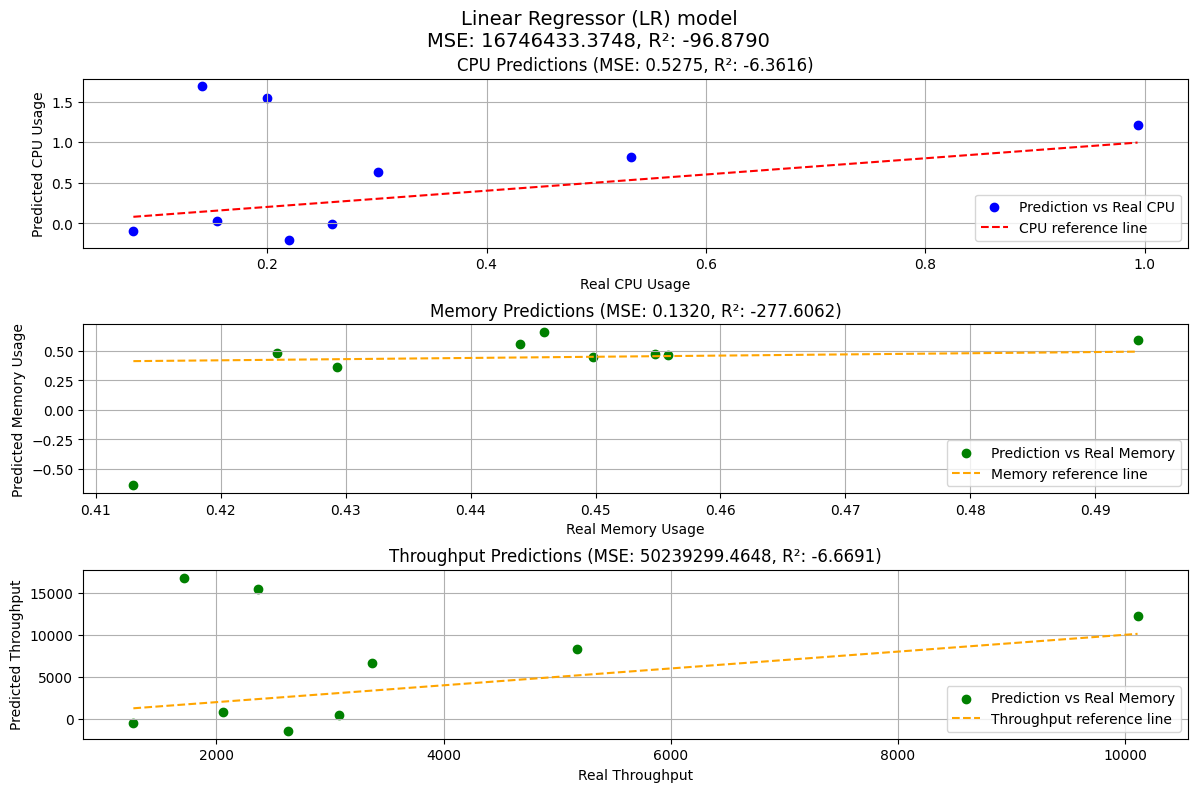 Linear Regressor (LR) model
MSE: 16746433.3748, R²: -96.8790
CPU Predictions (MSE: 0.5275, R²: -6.3616)
Predicted CPU Usage
1.5
1.0
0.5
0.0
Prediction vs Real CPU
CPU reference line
0.2
0.4
0.6
0.8
1.0
Real CPU Usage
Memory Predictions (MSE: 0.1320, R²: -277.6062)
Predicted Memory Usage
0.50
0.25
0.00
−0.25
−0.50
Prediction vs Real Memory
Memory reference line
0.41
0.42
0.43
0.44
0.45
0.46
0.47
0.48
0.49
Real Memory Usage
Throughput Predictions (MSE: 50239299.4648, R²: -6.6691)
Predicted Throughput
15000
10000
5000
0
Prediction vs Real Memory
Throughput reference line
2000
4000
6000
8000
10000
Real Throughput